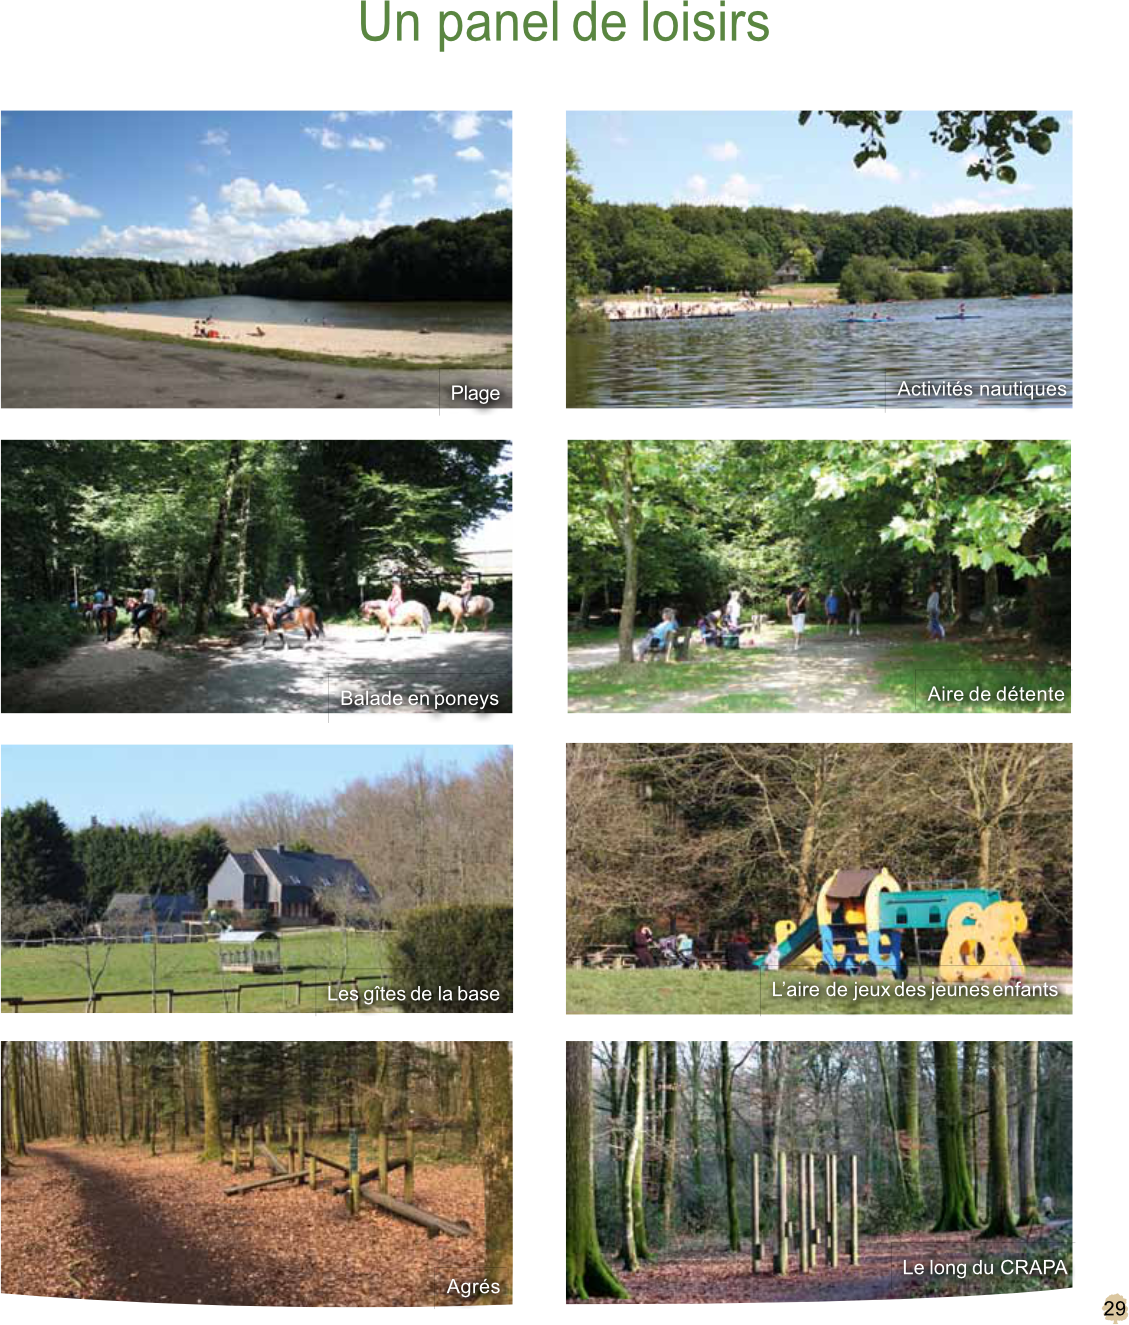 Un panel de loisirs
Plage
Activités nautiques
Balade en poneys
Aire de détente
Les gîtes de la base
L'aire de jeux des jeunes enfants
Agrés
Le long du CRAPA
29